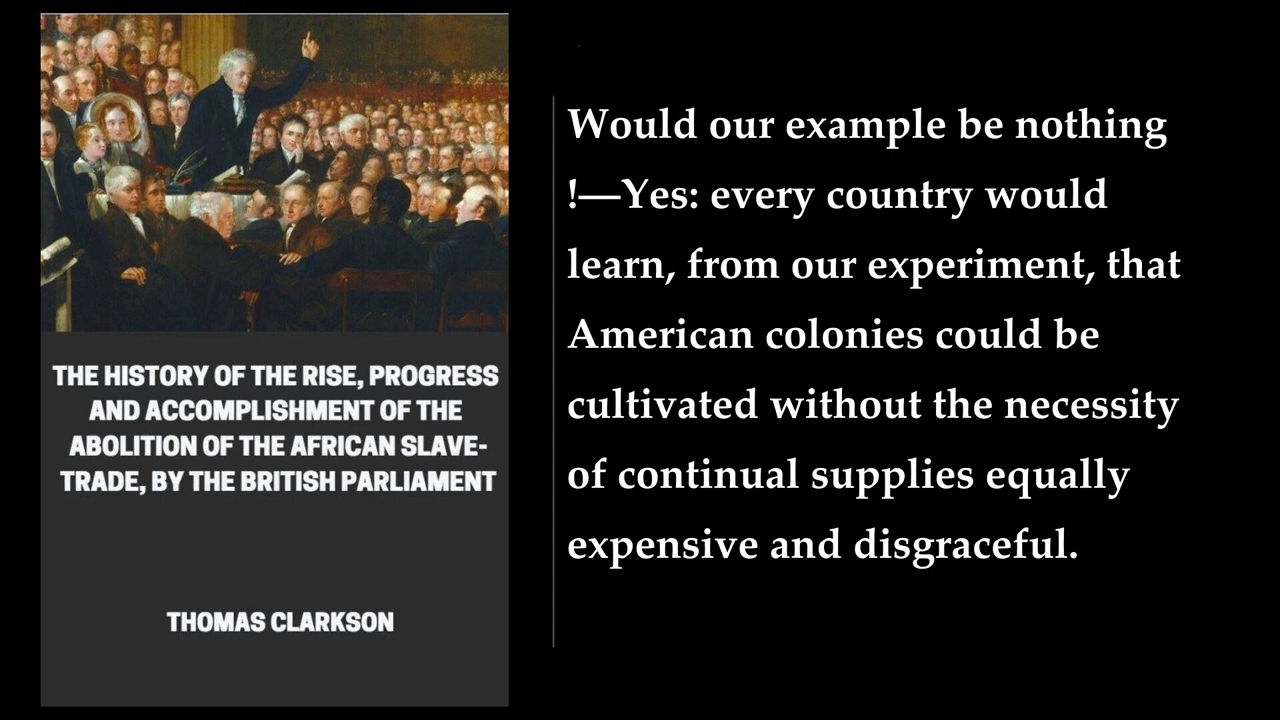 THE HISTORY OF THE RISE, PROGRESS
AND ACCOMPLISHMENT OF THE
ABOLITION OF THE AFRICAN SLAVE-
TRADE, BY THE BRITISH PARLIAMENT
THOMAS CLARKSON
Would our example be nothing
!—Yes: every country would
learn, from our experiment, that
American colonies could be
cultivated without the necessity
of continual supplies equally
expensive and disgraceful.